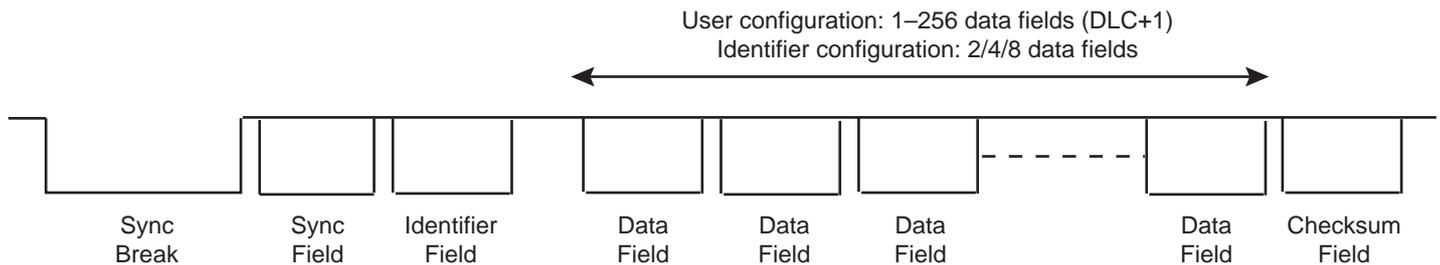 User configuration: 1–256 data fields (DLC+1)
Identifier configuration: 2/4/8 data fields
Sync Break
Sync Field
Identifier Field
Data Field
Data Field
Data Field
Data Field
Checksum Field